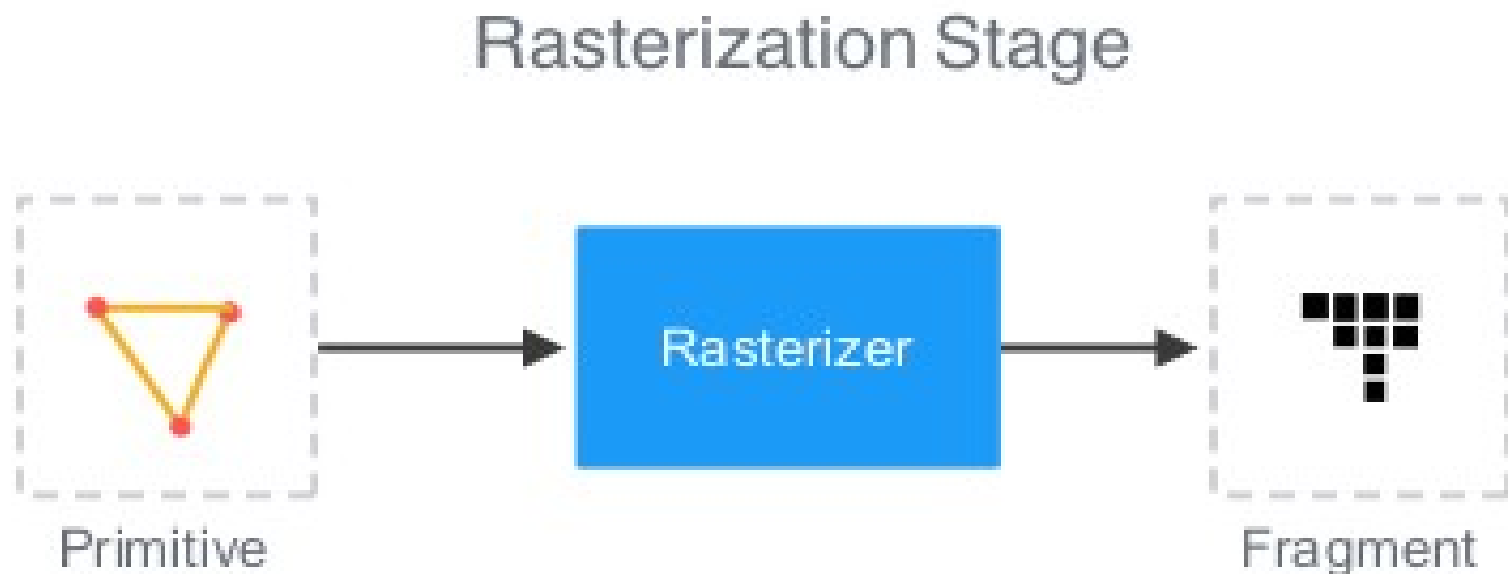 Rasterization Stage
Rasterizer
Primitive
Fragment